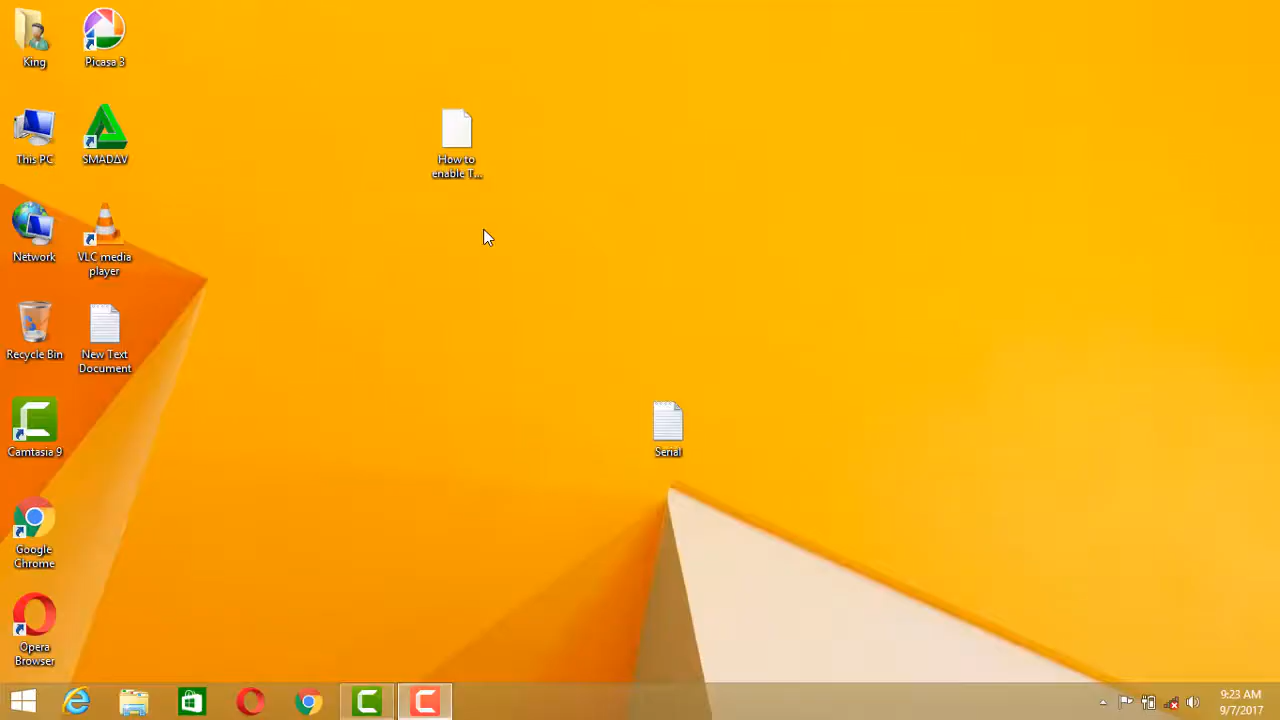 King
Picasa 3
This PC
SMADΔV
How to
enable T...
Network
VLC media
player
Recycle Bin
New Text
Document
Camtasia 9
Serial
Google
Chrome
Opera
Browser
9:23 AM
9/7/2017